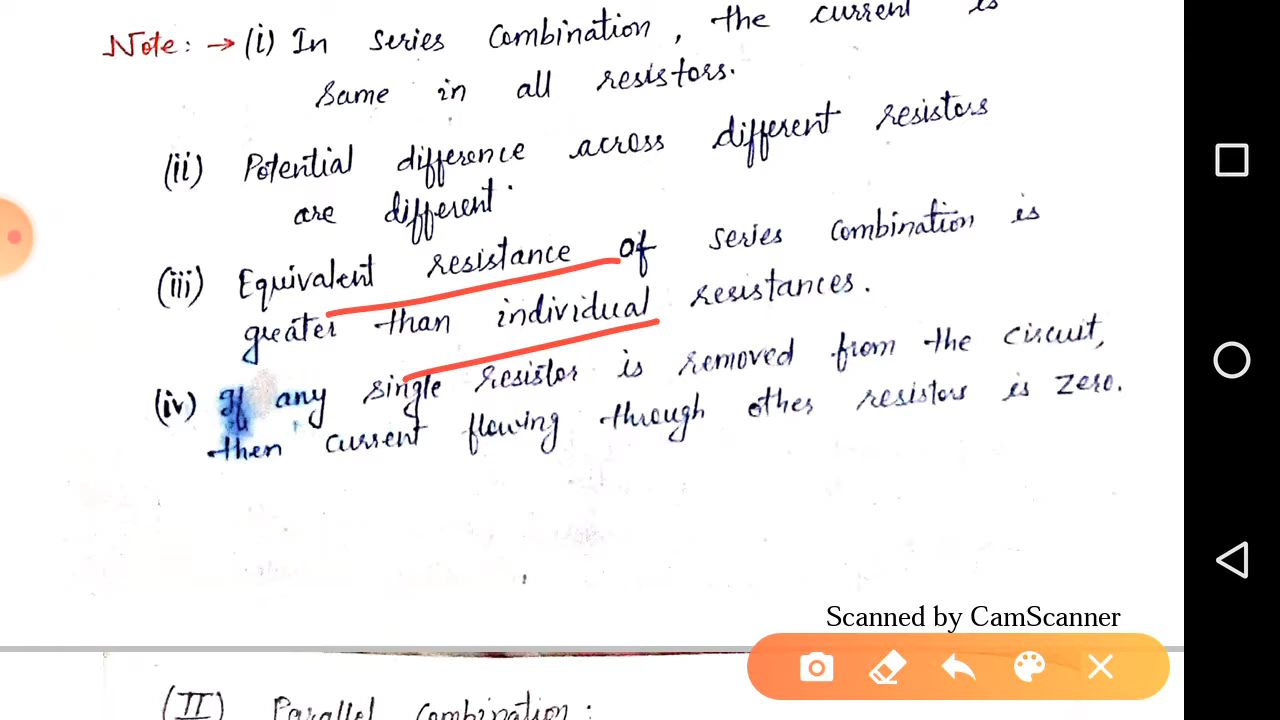 Note: → (i) In series combination, the current is
same in all resistors.
(ii) Potential difference across different resistors
are different.
(iii) Equivalent resistance of series combination is
greater than individual resistances.
(iv) If any single resistor is removed from the circuit,
then current flowing through other resistors is zero.
Scanned by CamScanner
(II) Parallel Combination: